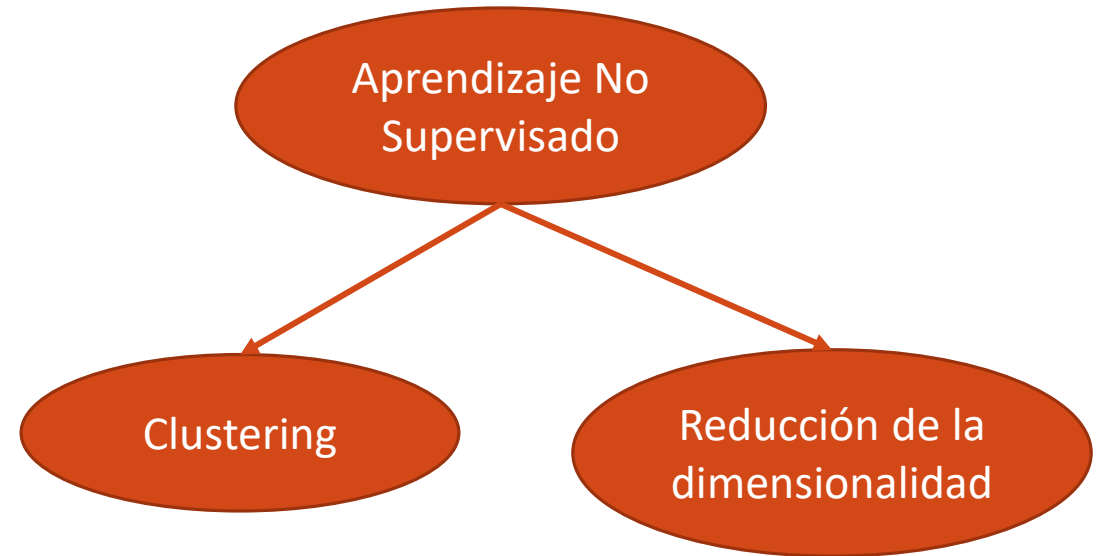 Aprendizaje No
Supervisado
Clustering
Reducción de la
dimensionalidad